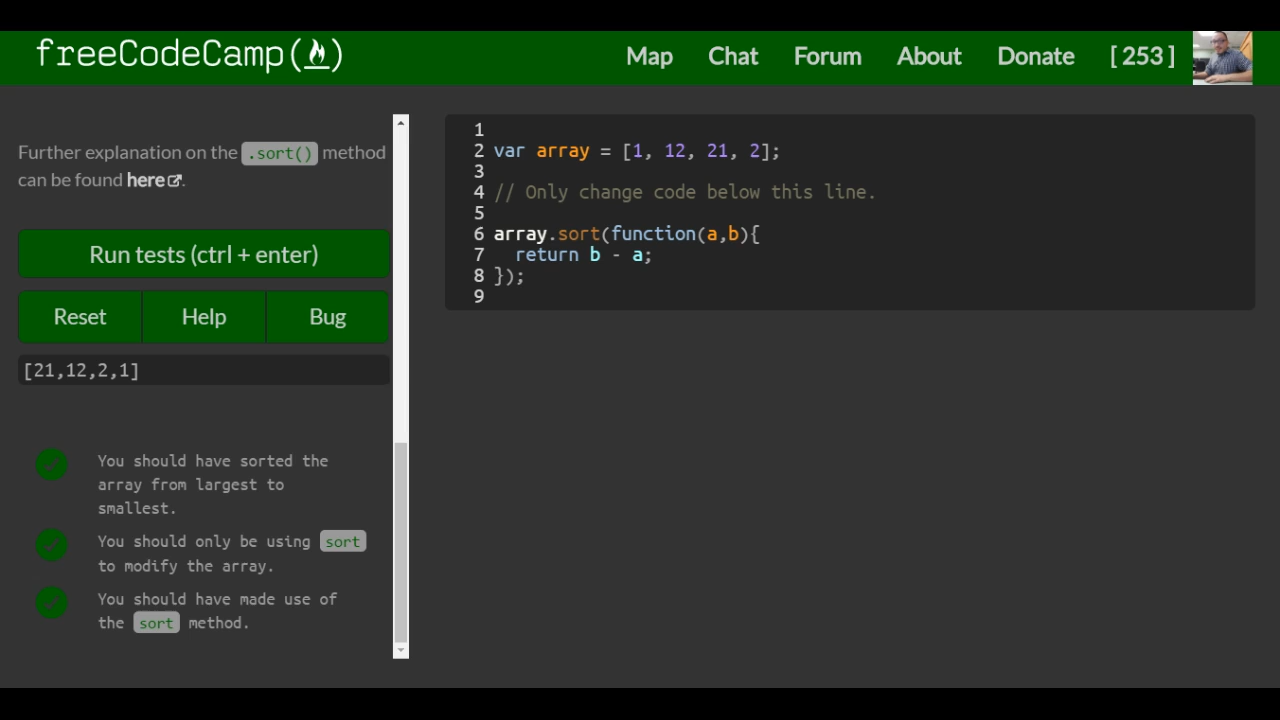 freeCodeCamp(🔥)
Map Chat Forum About Donate [ 253 ]
Further explanation on the .sort() method
can be found here.
Run tests (ctrl + enter)
Reset Help Bug
[21,12,2,1]
You should have sorted the
array from largest to
smallest.
You should only be using sort
to modify the array.
You should have made use of
the sort method.
1
2 var array = [1, 12, 21, 2];
3
4 // Only change code below this line.
5
6 array.sort(function(a,b){
7   return b - a;
8 });
9